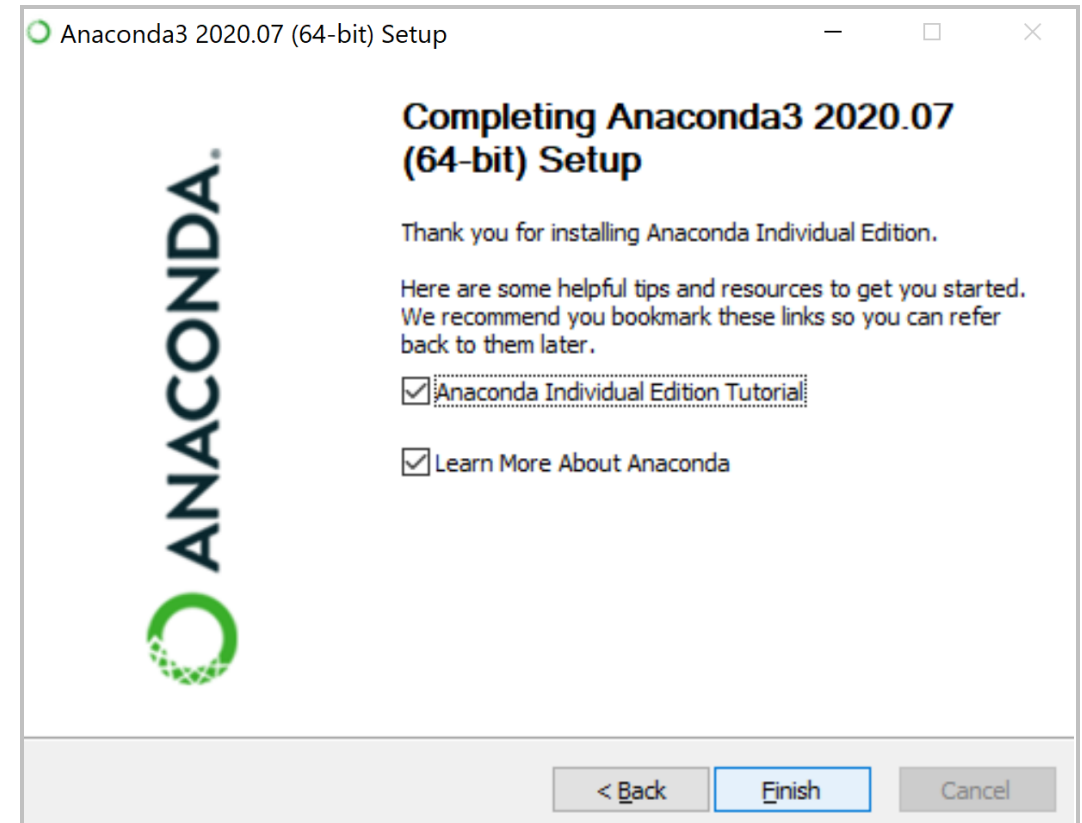 Anaconda3 2020.07 (64-bit) Setup
ANACONDA.
Completing Anaconda3 2020.07
(64-bit) Setup
Thank you for installing Anaconda Individual Edition.
Here are some helpful tips and resources to get you started.
We recommend you bookmark these links so you can refer
back to them later.
Anaconda Individual Edition Tutorial
Learn More About Anaconda
< Back
Finish
Cancel